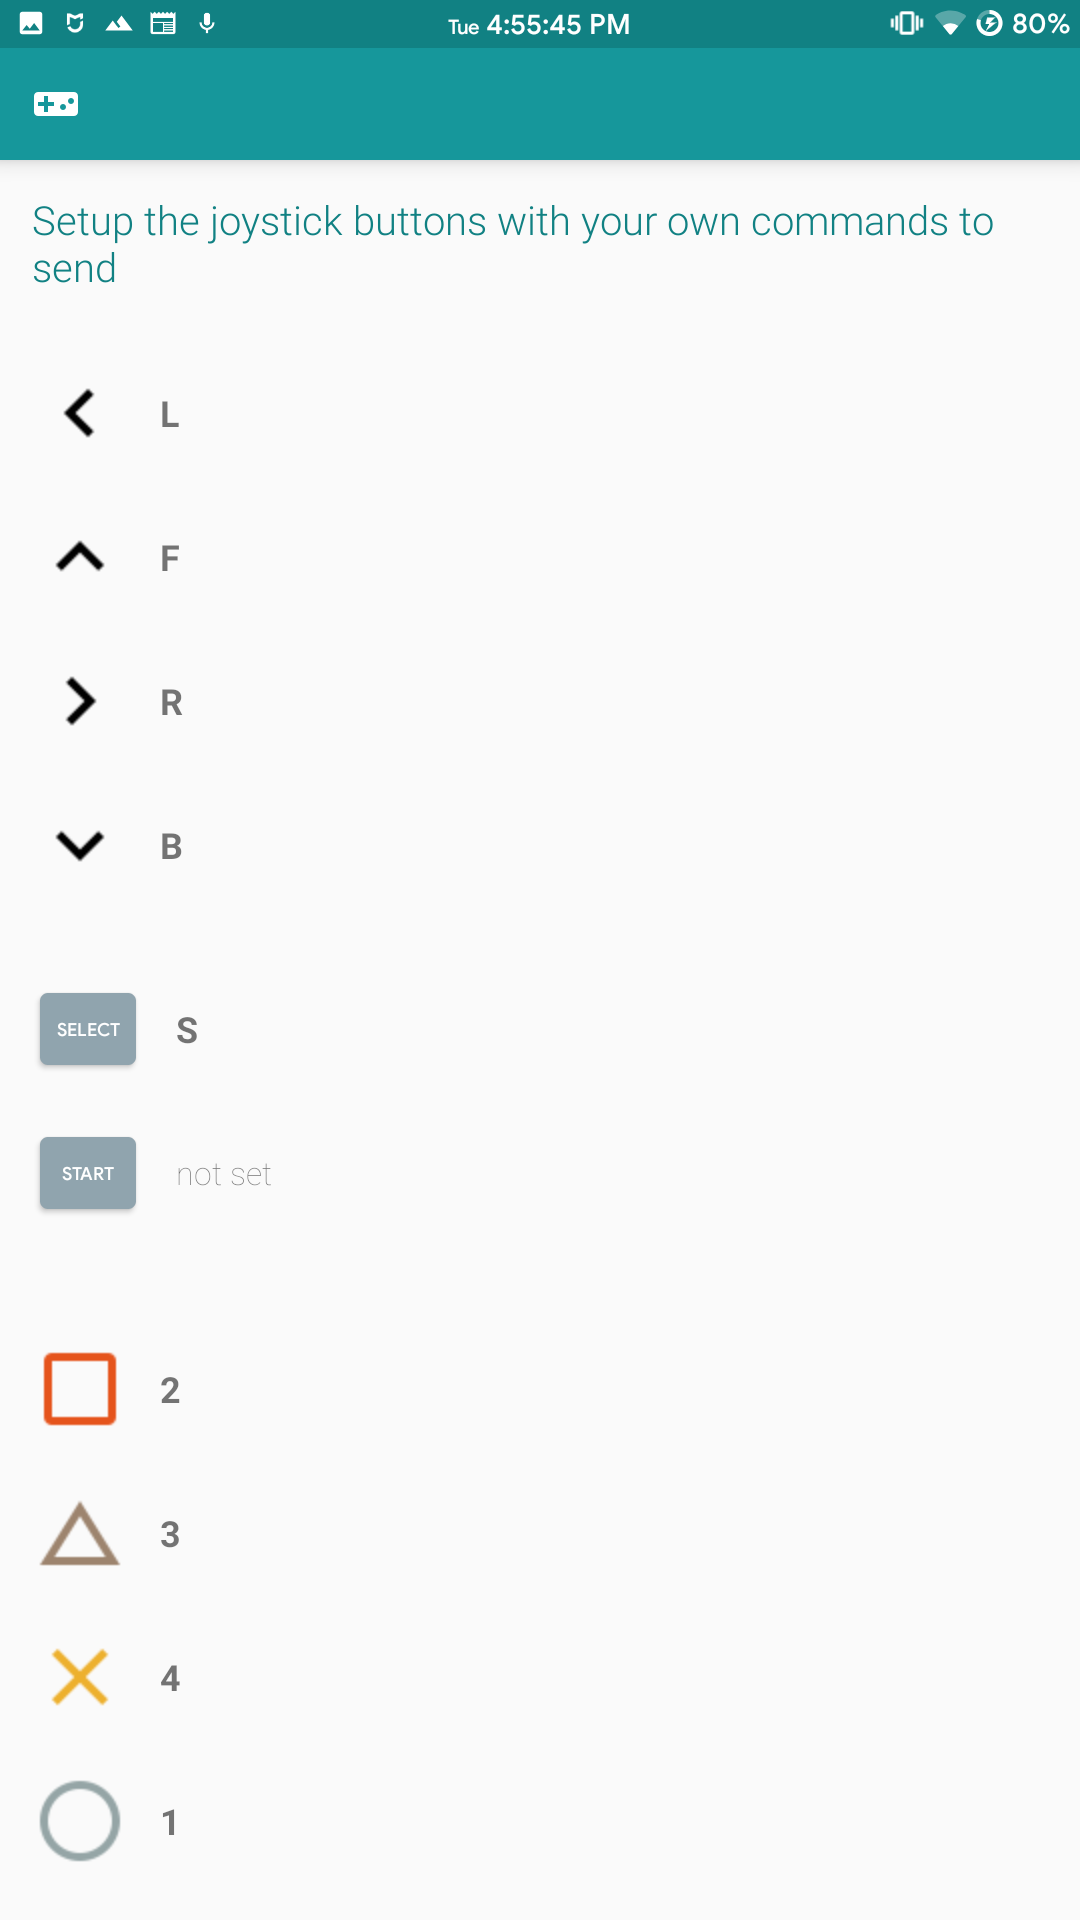 Tue 4:55:45 PM 80%
Setup the joystick buttons with your own commands to
send
L
F
R
B
SELECT S
START not set
2
3
4
1